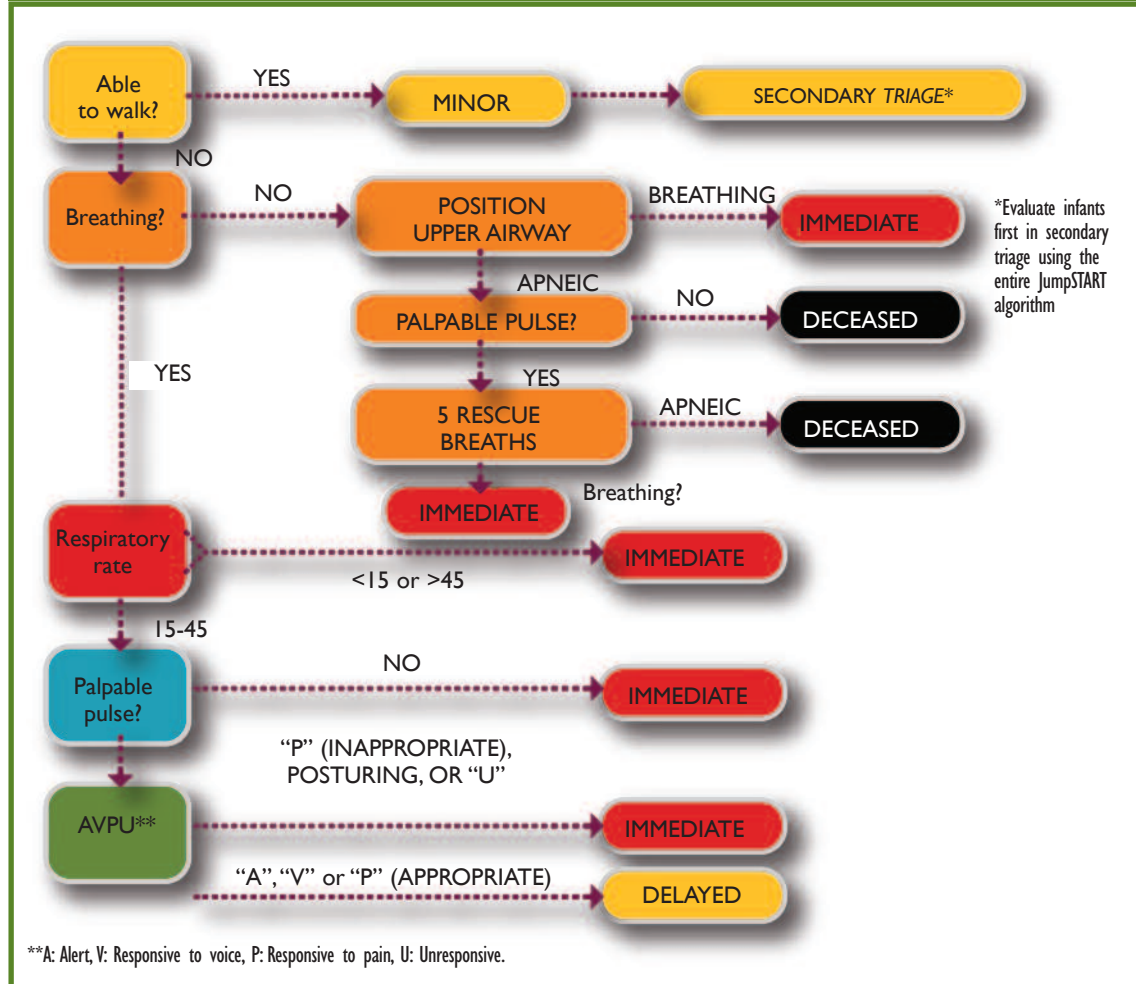 Able
to walk?
YES
MINOR
SECONDARY TRIAGE*
NO
Breathing?
NO
POSITION
UPPER AIRWAY
BREATHING
IMMEDIATE
*Evaluate infants
first in secondary
triage using the
entire JumpSTART
algorithm
APNEIC
PALPABLE PULSE?
NO
DECEASED
YES
YES
5 RESCUE
BREATHS
APNEIC
DECEASED
Breathing?
IMMEDIATE
Respiratory
rate
<15 or >45
IMMEDIATE
15-45
Palpable
pulse?
NO
IMMEDIATE
“P” (INAPPROPRIATE),
POSTURING, OR “U”
AVPU**
IMMEDIATE
“A”, “V” or “P” (APPROPRIATE)
DELAYED
**A: Alert, V: Responsive to voice, P: Responsive to pain, U: Unresponsive.